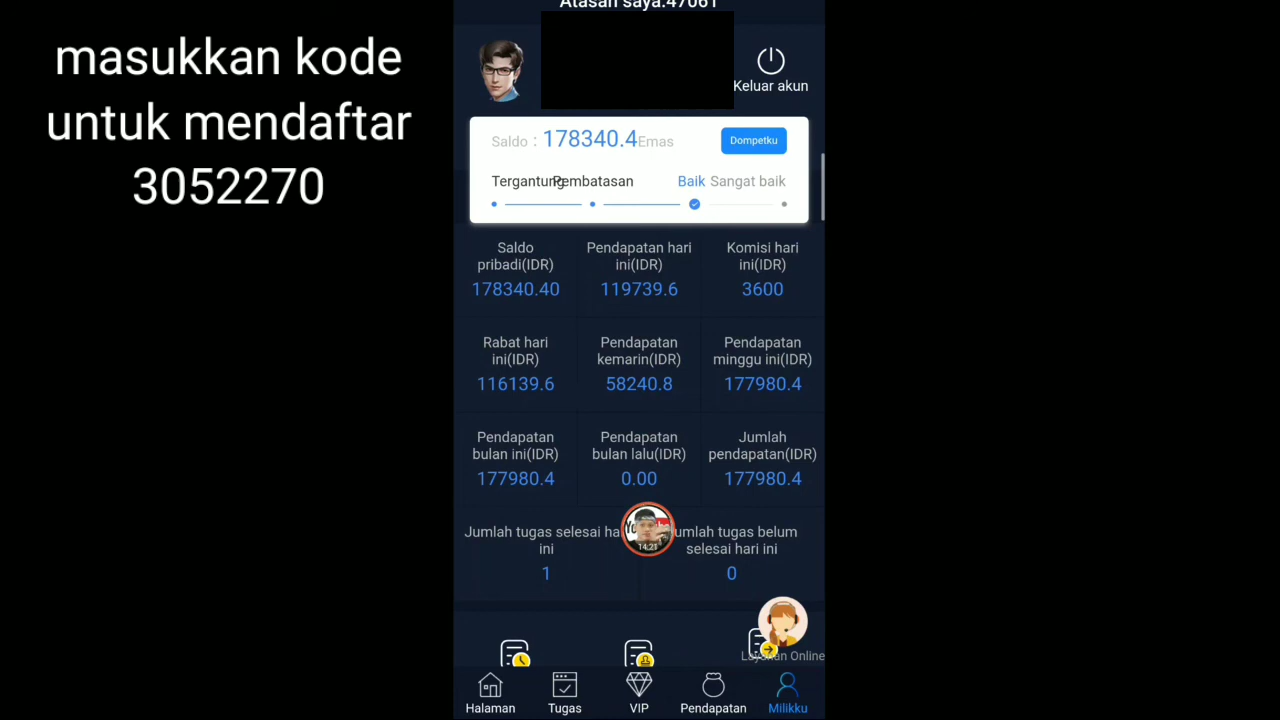 masukkan kode
untuk mendaftar
3052270
Atasan saya:47061
Keluar akun
Saldo : 178340.4Emas
Dompetku
Tergantung Pembatasan Baik Sangat baik
Saldo pribadi(IDR)
178340.40
Pendapatan hari ini(IDR)
119739.6
Komisi hari ini(IDR)
3600
Rabat hari ini(IDR)
116139.6
Pendapatan kemarin(IDR)
58240.8
Pendapatan minggu ini(IDR)
177980.4
Pendapatan bulan ini(IDR)
177980.4
Pendapatan bulan lalu(IDR)
0.00
Jumlah pendapatan(IDR)
177980.4
Jumlah tugas selesai ha
ini
1
umlah tugas belum
selesai hari ini
0
14:21
Layanan Online
Halaman
Tugas
VIP
Pendapatan
Milikku